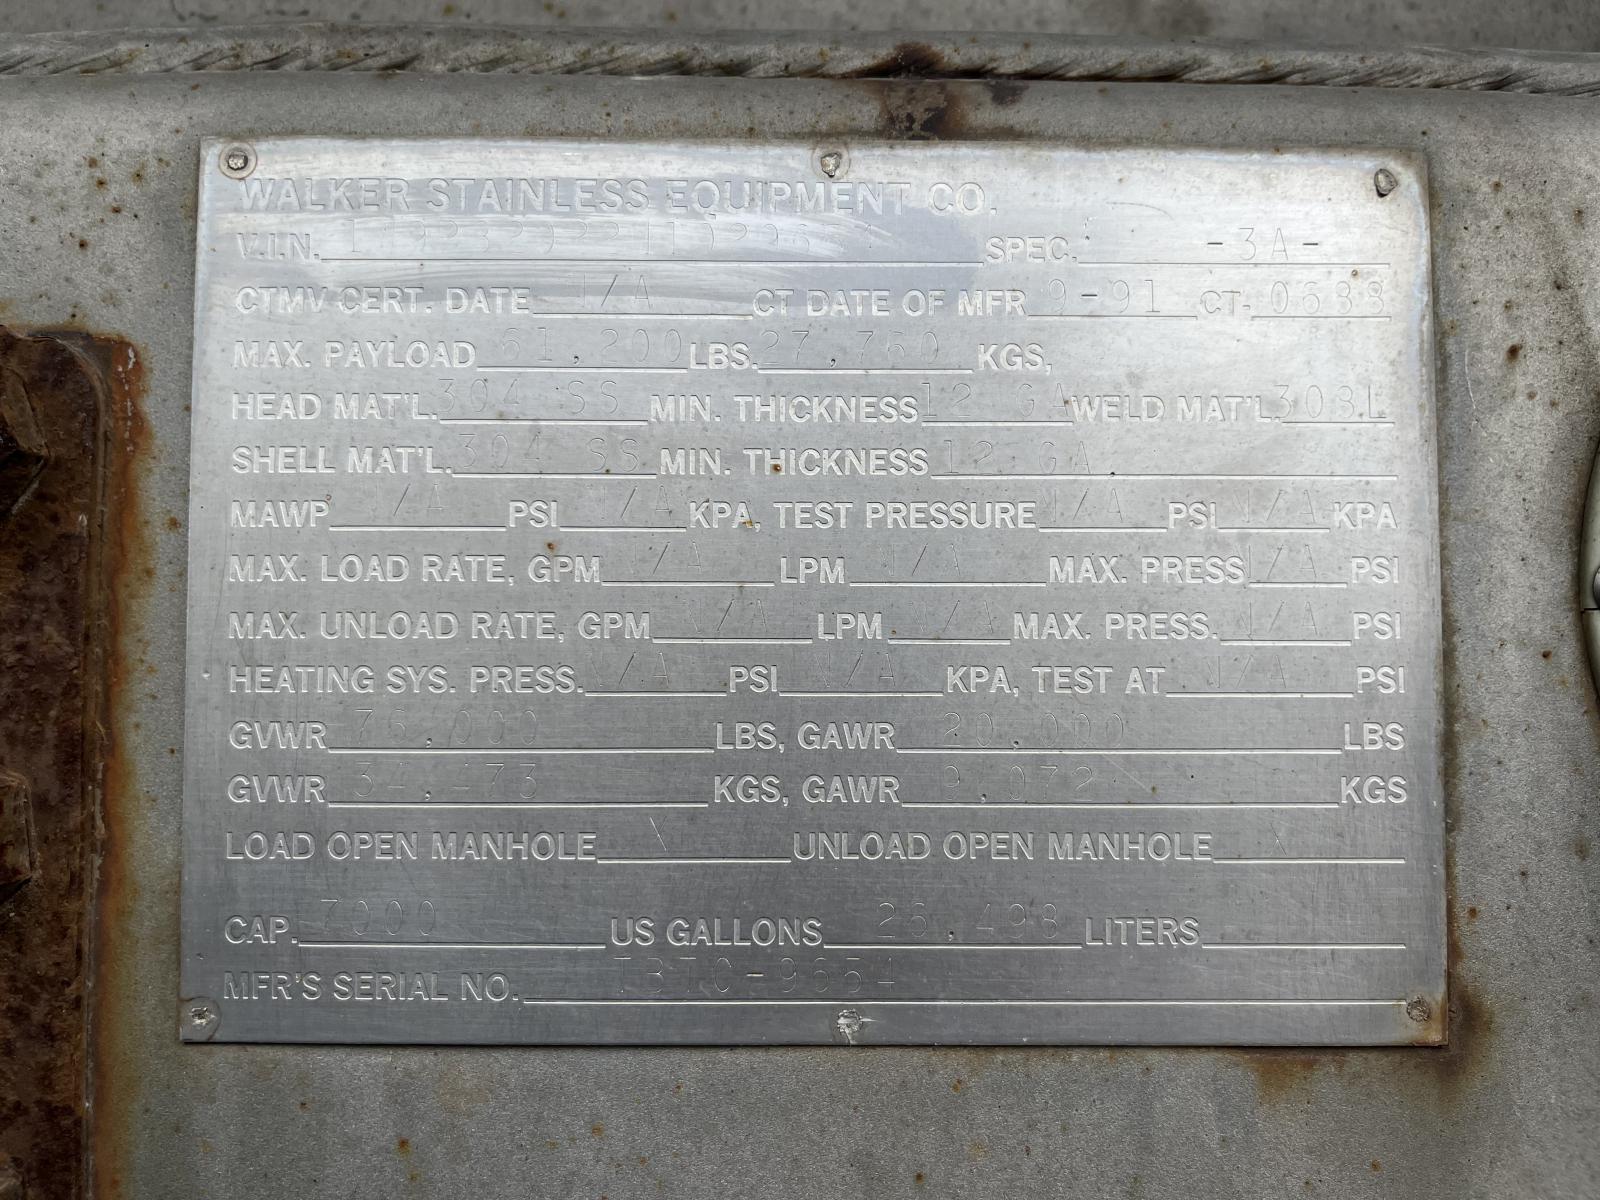 WALKER STAINLESS EQUIPMENT CO.
V.I.N. SPEC. -3A-
CTMV CERT. DATE N/A CT DATE OF MFR 9-91 CT- 0688
MAX. PAYLOAD 61,200 LBS. 27,760 KGS,
HEAD MAT'L. 304 SS MIN. THICKNESS 12 GA WELD MAT'L 308L
SHELL MAT'L. 304 SS MIN. THICKNESS 12 GA
MAWP N/A PSI N/A KPA, TEST PRESSURE N/A PSI N/A KPA
MAX. LOAD RATE, GPM N/A LPM N/A MAX. PRESS N/A PSI
MAX. UNLOAD RATE, GPM N/A LPM N/A MAX. PRESS. N/A PSI
HEATING SYS. PRESS. N/A PSI N/A KPA, TEST AT N/A PSI
GVWR 76,000 LBS, GAWR 20,000 LBS
GVWR 34,473 KGS, GAWR 9,072 KGS
LOAD OPEN MANHOLE X UNLOAD OPEN MANHOLE X
CAP. 7000 US GALLONS 26,498 LITERS
MFR'S SERIAL NO. TBTC-9654